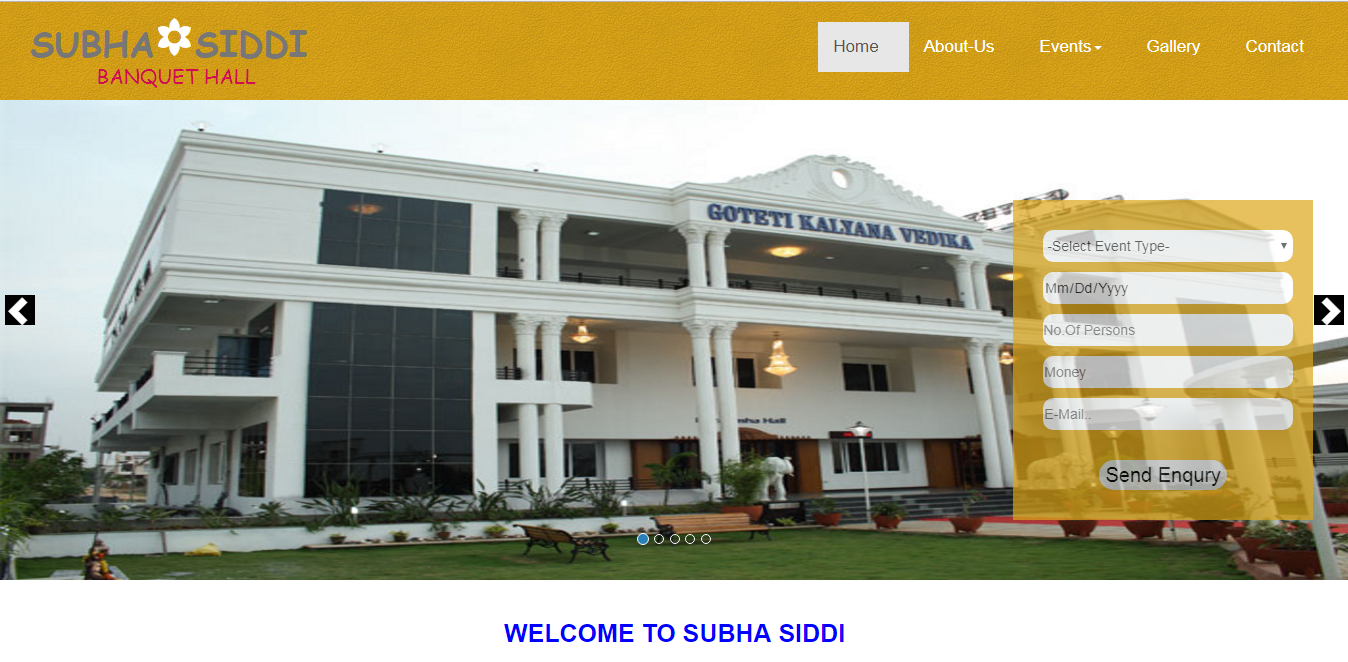 SUBHA SIDDI
BANQUET HALL
Home About-Us Events Gallery Contact
GOTETI KALYANA VEDIKA
-Select Event Type-
Mm/Dd/Yyyy
No.Of Persons
Money
E-Mail..
Send Enqury
Hall
WELCOME TO SUBHA SIDDI